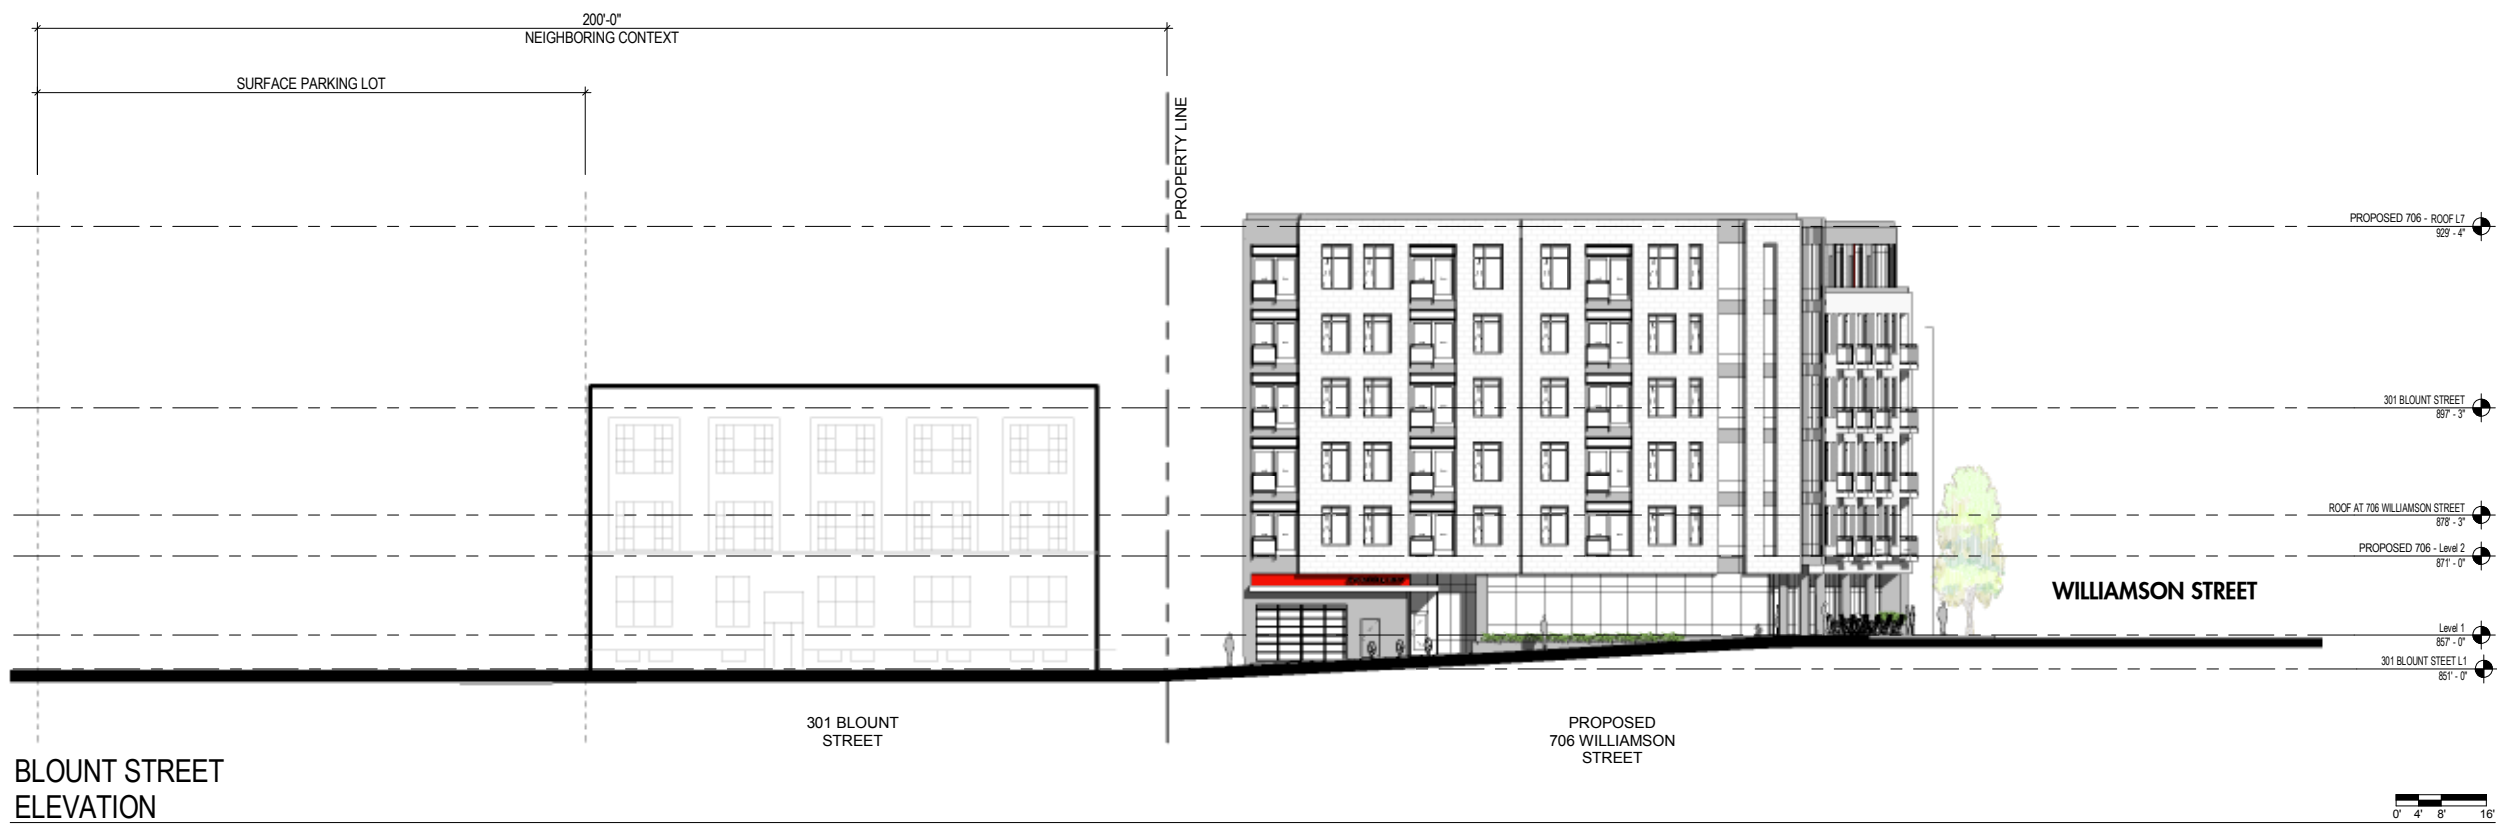 200'-0"
NEIGHBORING CONTEXT
SURFACE PARKING LOT
PROPERTY LINE
PROPOSED 706 - ROOF L7
929' - 4"
301 BLOUNT STREET
897' - 3"
ROOF AT 706 WILLIAMSON STREET
878' - 3"
PROPOSED 706 - Level 2
871' - 0"
WILLIAMSON STREET
Level 1
857' - 0"
301 BLOUNT STEET L1
851' - 0"
301 BLOUNT
STREET
PROPOSED
706 WILLIAMSON
STREET
BLOUNT STREET
ELEVATION
0' 4' 8' 16'